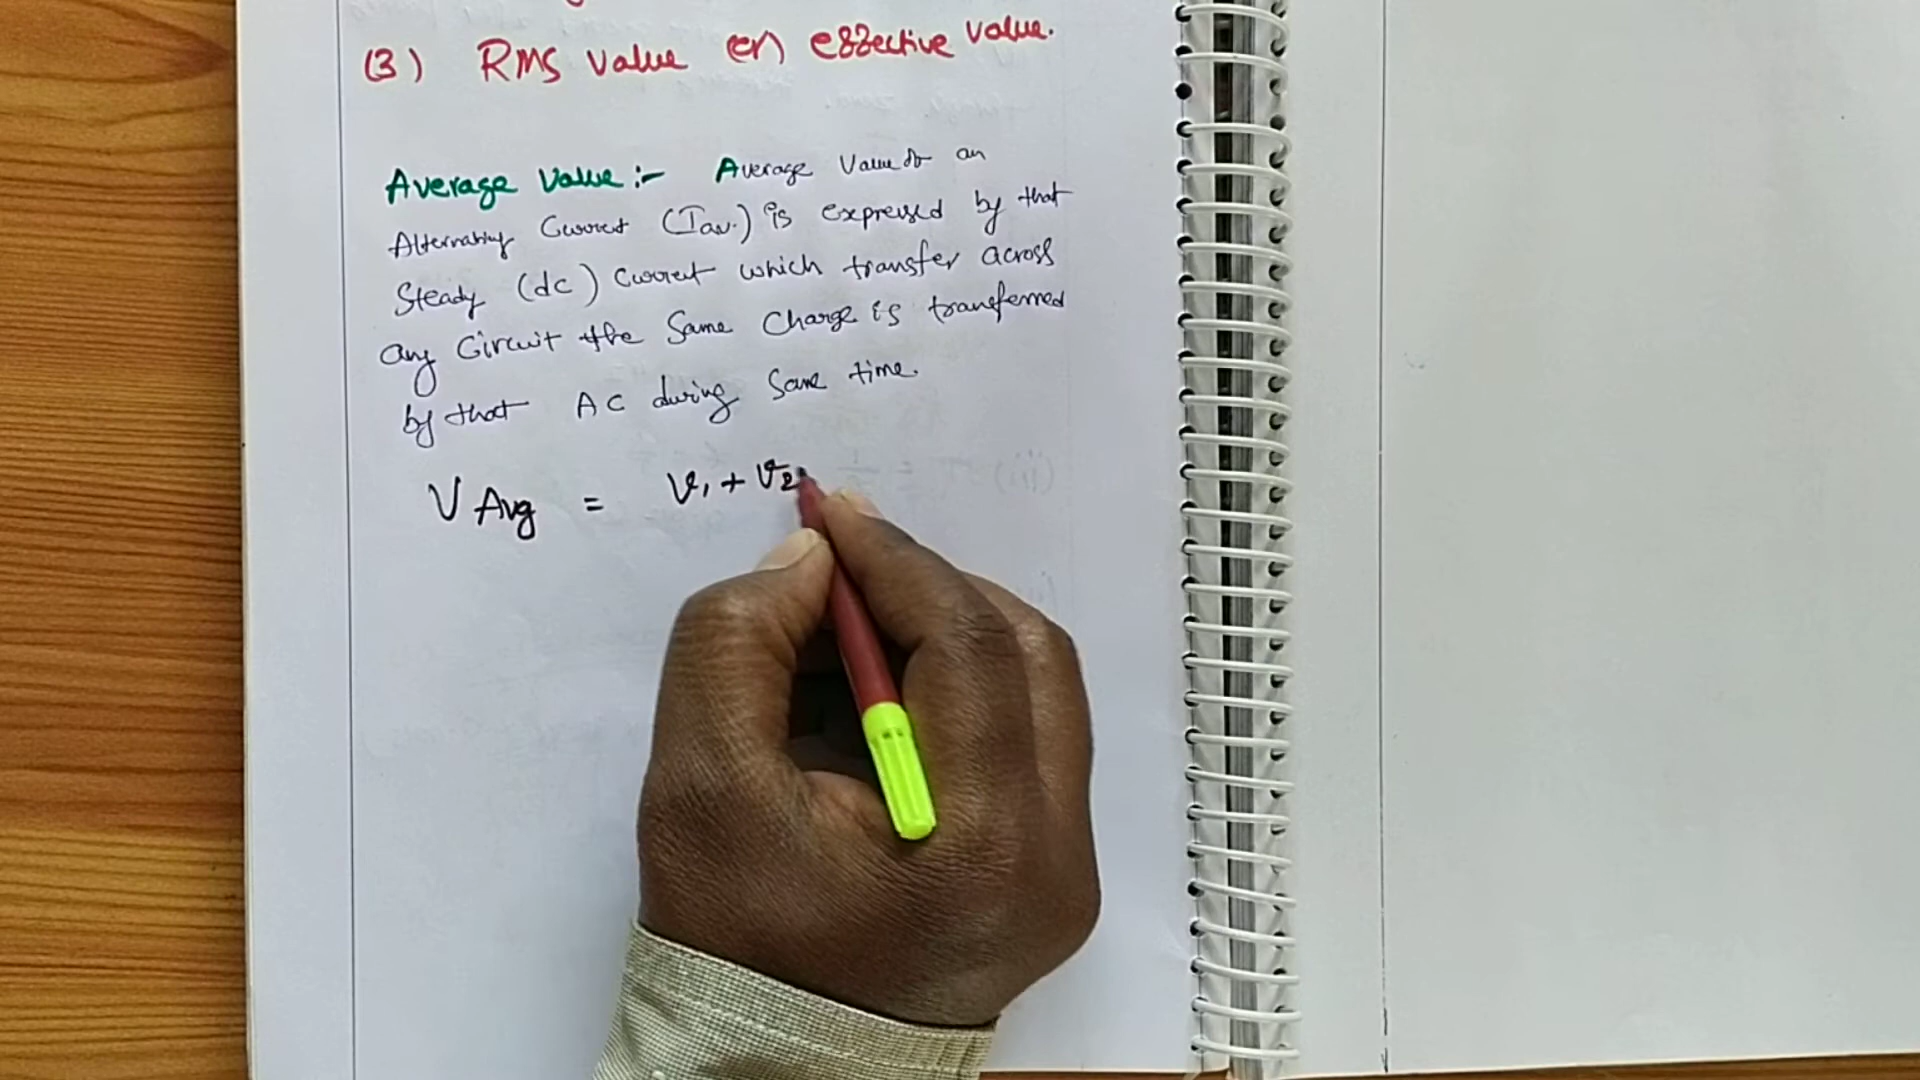 (3) RMS value (or) effective value.
Average Value :- Average Value of an
Alternating Current (Iav.) is expressed by that
Steady (dc) current which transfer across
any Circuit the Same Charge is transferred
by that AC during Same time.
V Avg = V1 + V2
(iii) = 1